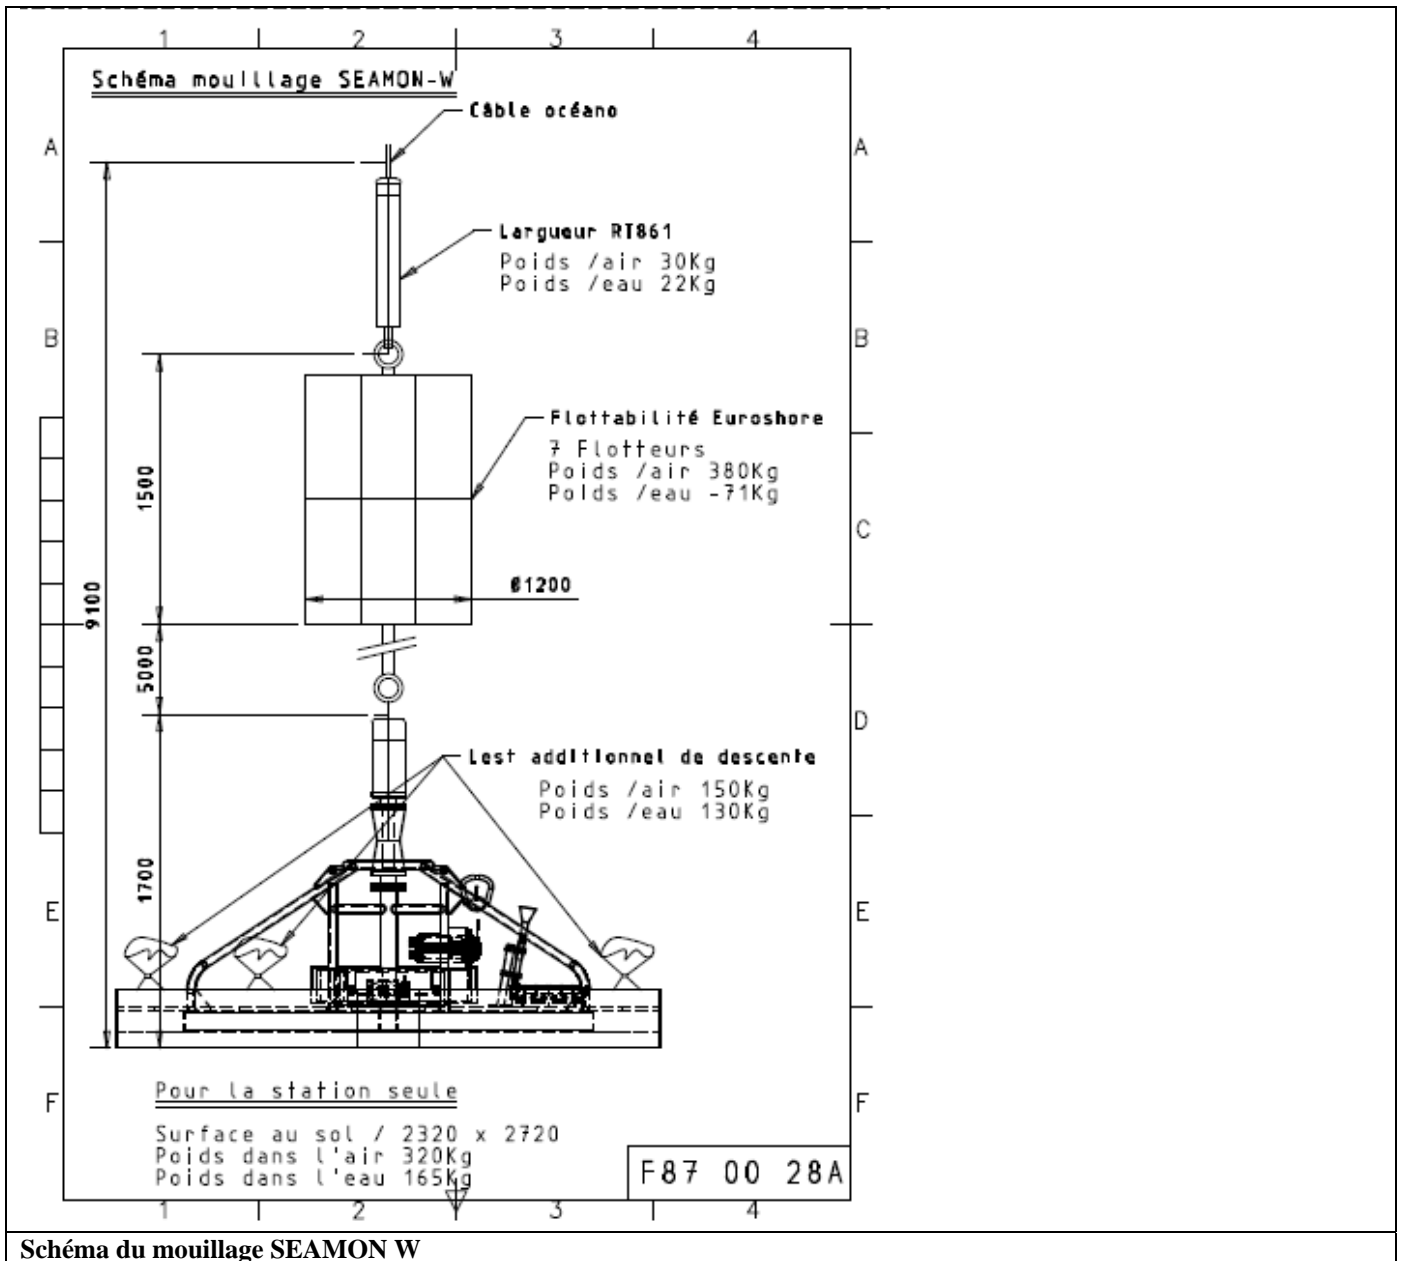 1 2 3 4
Schéma mouillage SEAMON-W
Câble océano
A A
Largueur RT861
Poids /air 30Kg
Poids /eau 22Kg
B B
Flottabilité Euroshore
7 Flotteurs
Poids /air 380Kg
Poids /eau -71Kg
1500
C
ø1200
9100
5000
D
Lest additionnel de descente
Poids /air 150Kg
Poids /eau 130Kg
1700
E E
Pour la station seule
F F
Surface au sol / 2320 x 2720
Poids dans l'air 320Kg
Poids dans l'eau 165Kg
F87 00 28A
1 2 3 4
Schéma du mouillage SEAMON W